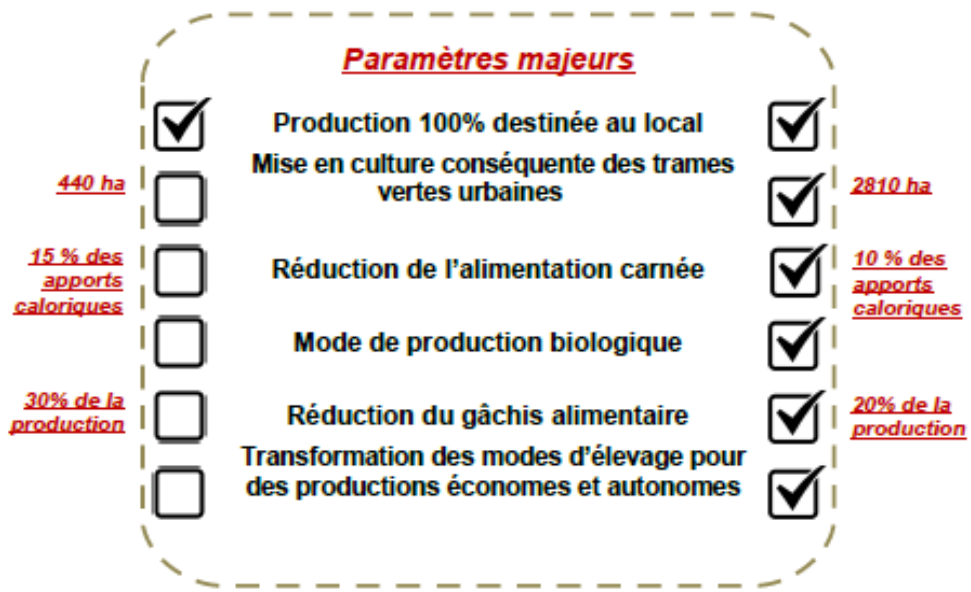 Paramètres majeurs
Production 100% destinée au local
Mise en culture conséquente des trames
vertes urbaines
440 ha
2810 ha
15 % des
apports
caloriques
Réduction de l'alimentation carnée
10 % des
apports
caloriques
Mode de production biologique
30% de la
production
Réduction du gâchis alimentaire
20% de la
production
Transformation des modes d'élevage pour
des productions économes et autonomes